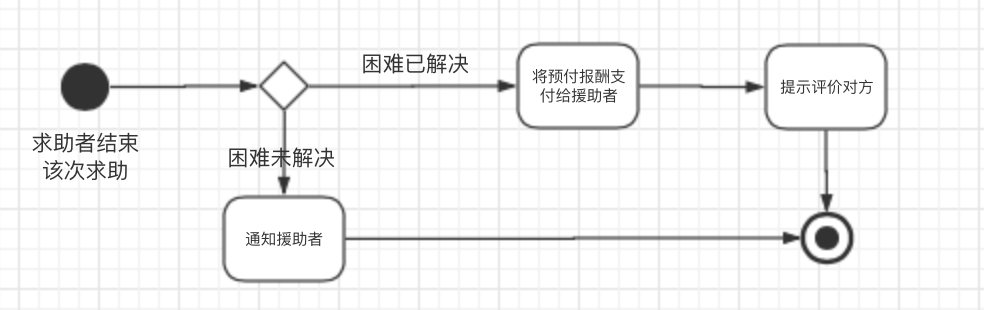 困难已解决
将预付报酬支
付给援助者
提示评价对方
求助者结束
该次求助
困难未解决
通知援助者